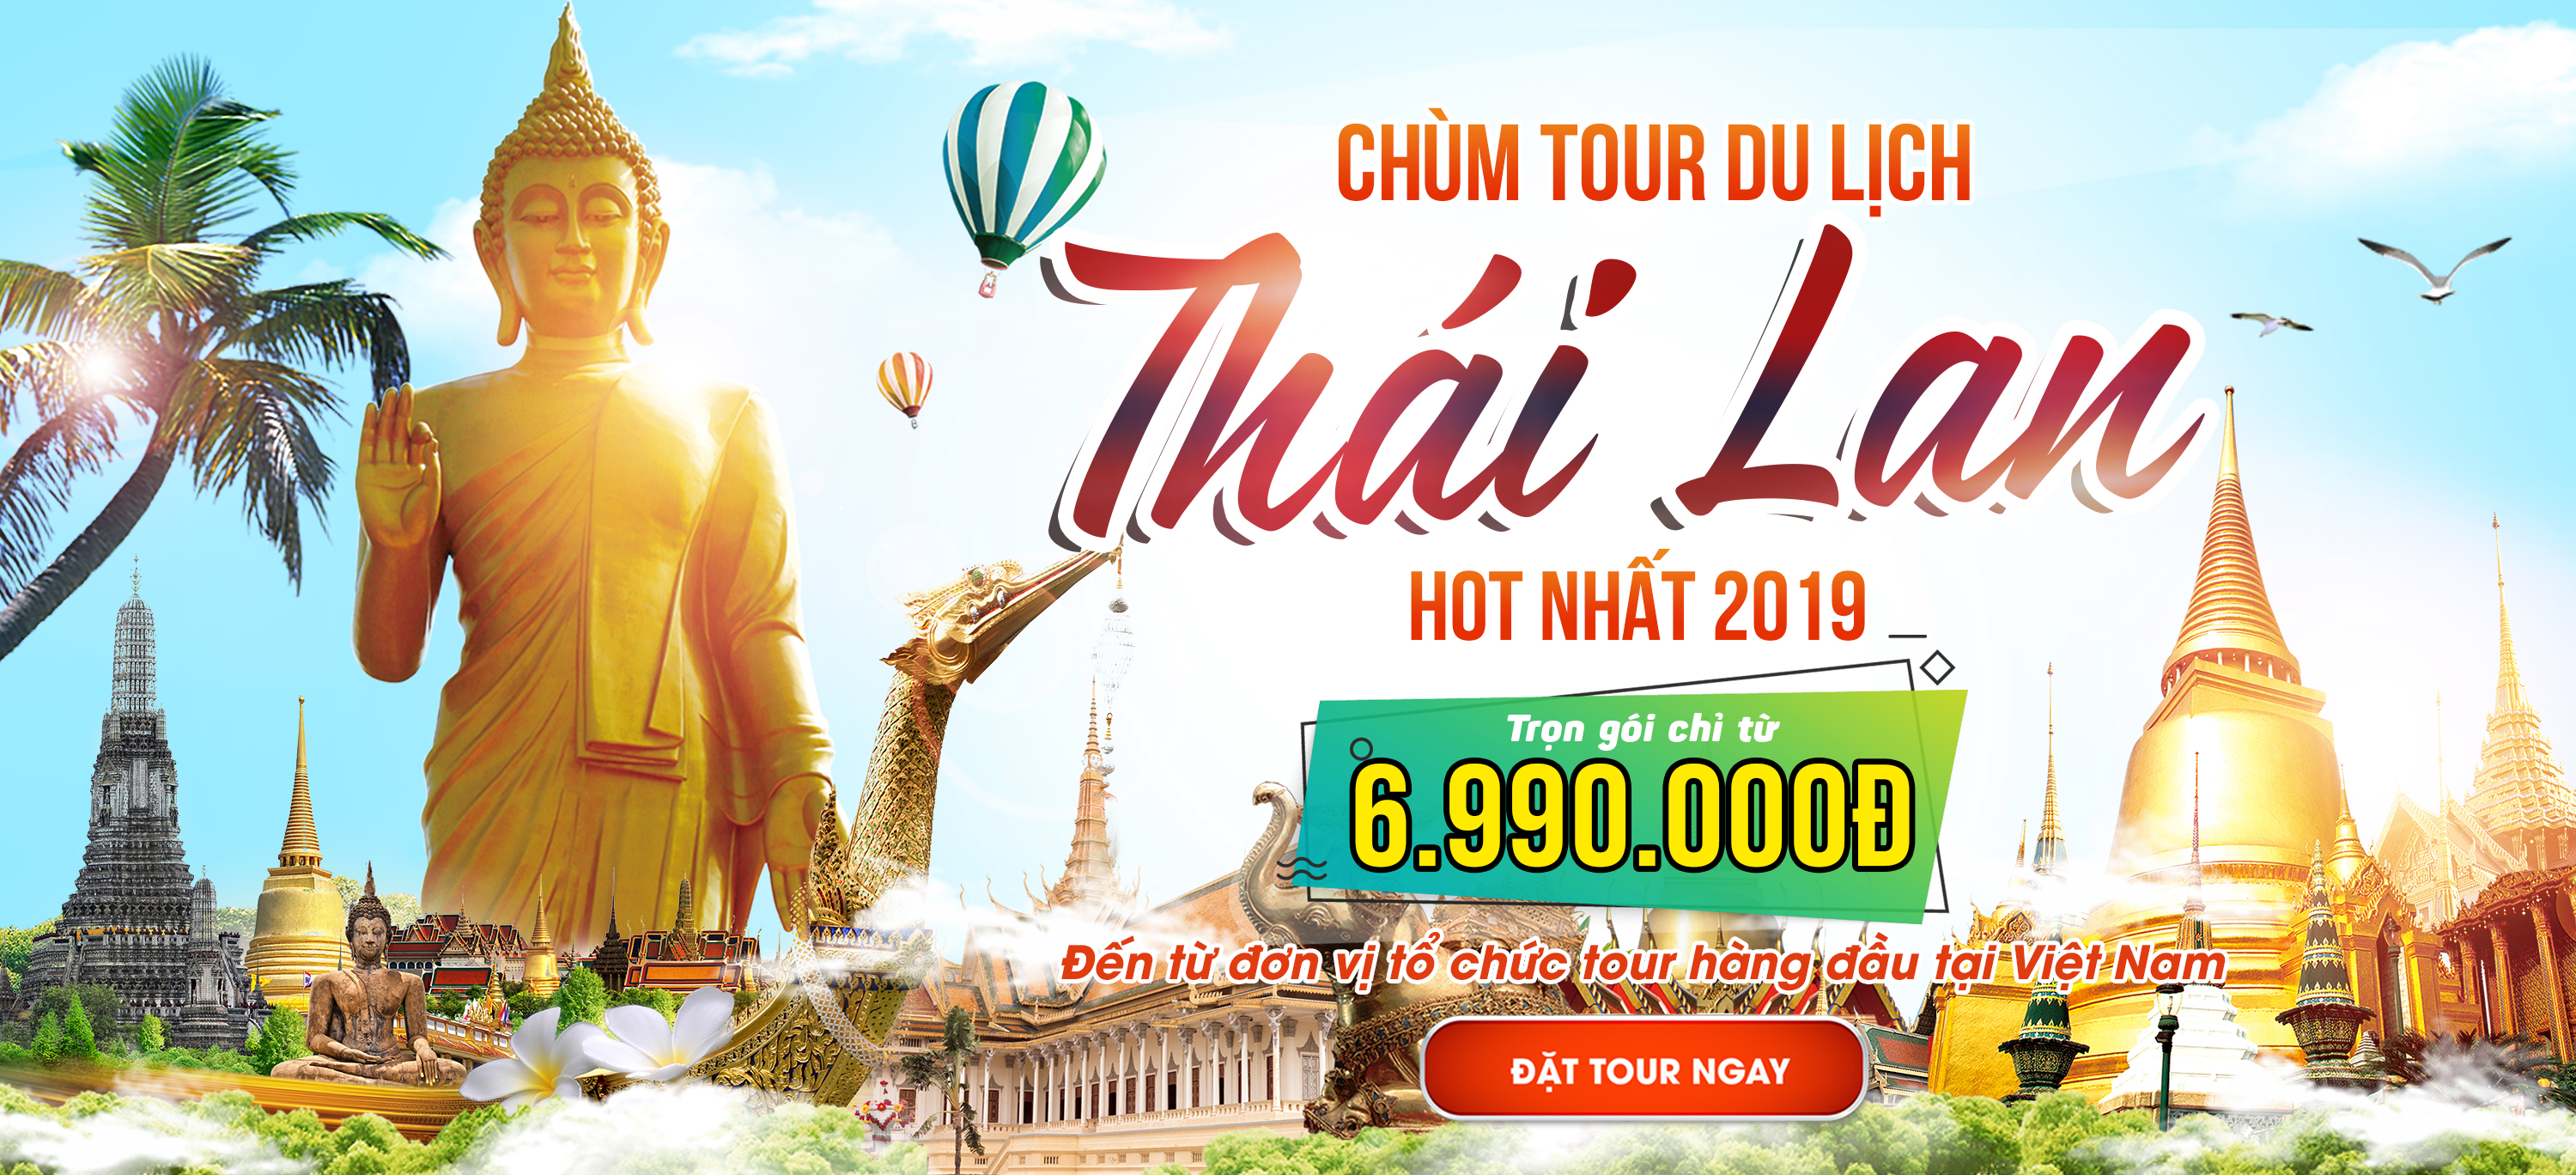 CHÙM TOUR DU LỊCH
Thái Lan
HOT NHẤT 2019
Trọn gói chỉ từ
6.990.000Đ
Đến từ đơn vị tổ chức tour hàng đầu tại Việt Nam
ĐẶT TOUR NGAY